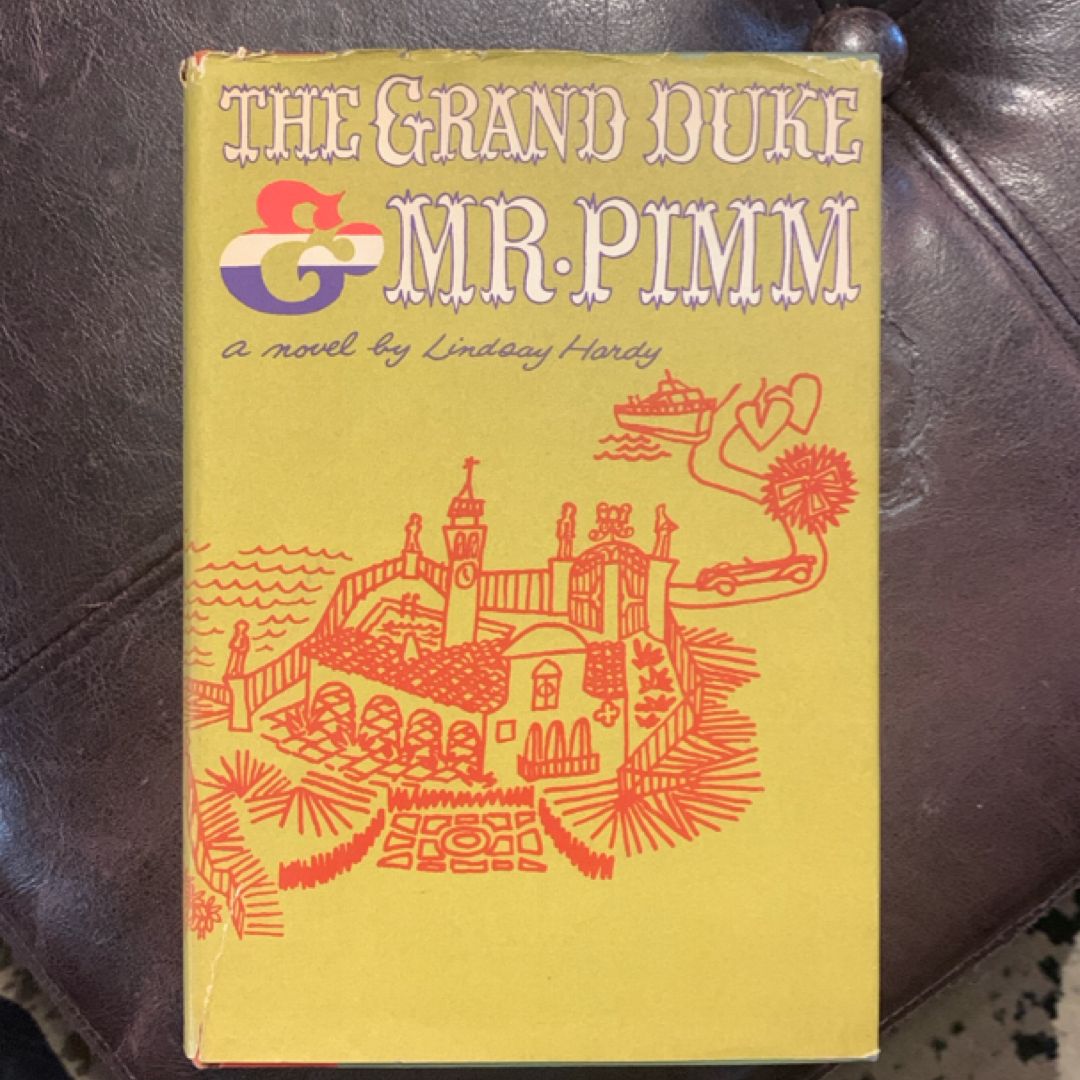 THE GRAND DUKE
& MR. PIMM
a novel by Lindsay Hardy